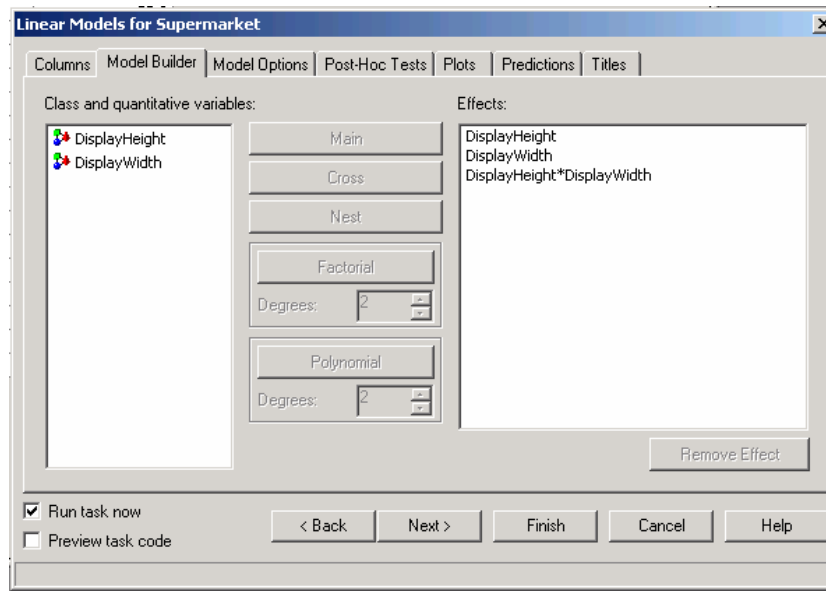 Linear Models for Supermarket
Columns Model Builder Model Options Post-Hoc Tests Plots Predictions Titles
Class and quantitative variables:
Effects:
DisplayHeight
DisplayWidth
Main
Cross
Nest
Factorial
Degrees: 2
Polynomial
Degrees: 2
DisplayHeight
DisplayWidth
DisplayHeight*DisplayWidth
Remove Effect
Run task now
Preview task code
< Back Next > Finish Cancel Help